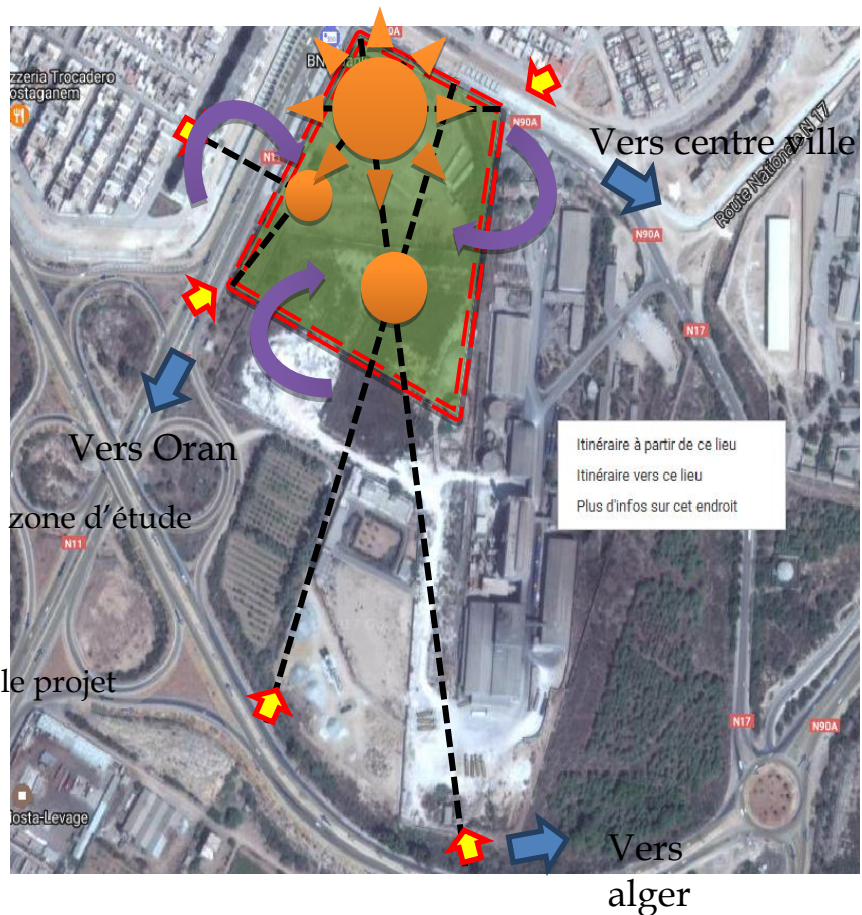 N90A
BN
zzeria Trocadero
ostaganem
N90A
Vers centre ville
N11
Route Nationale N 17
N90A
N17
Vers Oran
Itinéraire à partir de ce lieu
Itinéraire vers ce lieu
Plus d'infos sur cet endroit
zone d'étude
N11
le projet
N17
N90A
iosta-Levage
Vers
alger